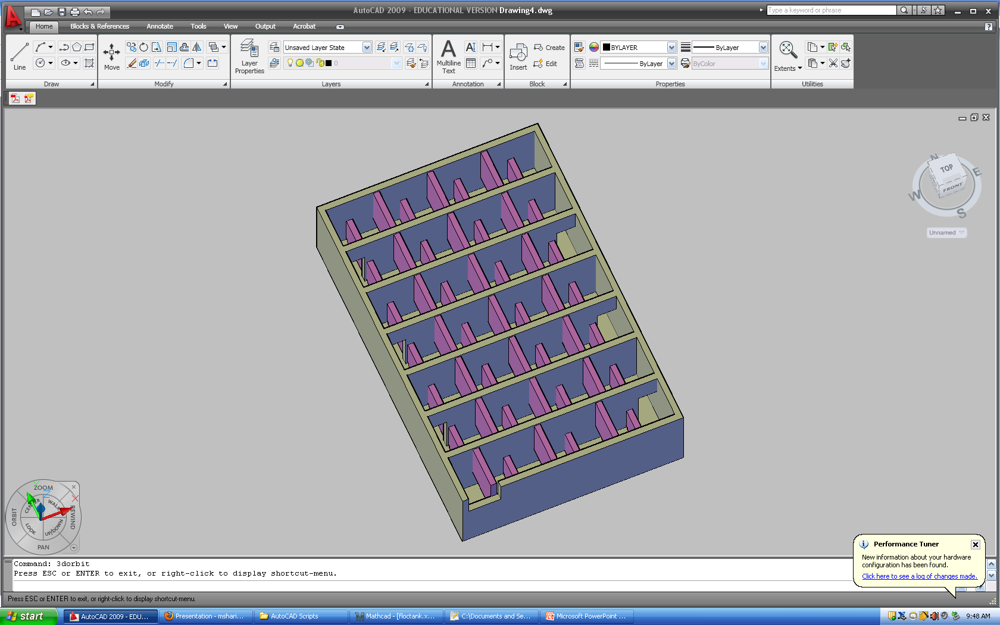 AutoCAD 2009 - EDUCATIONAL VERSION Drawing4.dwg
Type a keyword or phrase
Home Blocks & References Annotate Tools View Output Acrobat
Line
Move
Layer Properties
Unsaved Layer State
0
Multiline Text
Insert
Create
Edit
BYLAYER
ByLayer
ByLayer
ByColor
Extents
Draw Modify Layers Annotation Block Properties Utilities
N
TOP
E
FRONT
W
S
Unnamed
ZOOM
Y
Z
X
CENTER
WALK
ORBIT
REWIND
LOOK
UP/DOWN
PAN
Performance Tuner
New information about your hardware
configuration has been found.
Click here to see a log of changes made.
Command: 3dorbit
Press ESC or ENTER to exit, or right-click to display shortcut-menu.
Press ESC or ENTER to exit, or right-click to display shortcut-menu.
start
AutoCAD 2009 - EDU...
Presentation - mshari...
AutoCAD Scripts
Mathcad - [floctank.x...
C:\Documents and Se...
Microsoft PowerPoint ...
9:48 AM